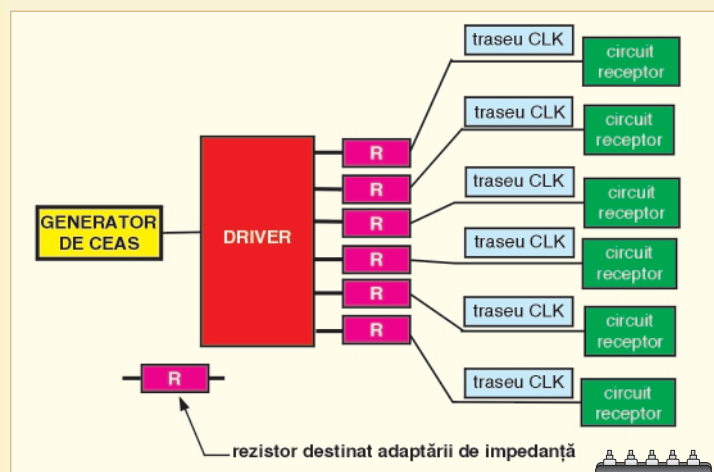 traseu CLK
circuit
receptor
R
traseu CLK
circuit
receptor
R
traseu CLK
circuit
receptor
R
GENERATOR
DE CEAS
DRIVER
traseu CLK
circuit
receptor
R
traseu CLK
circuit
receptor
R
traseu CLK
circuit
receptor
R
R
rezistor destinat adaptării de impedanță